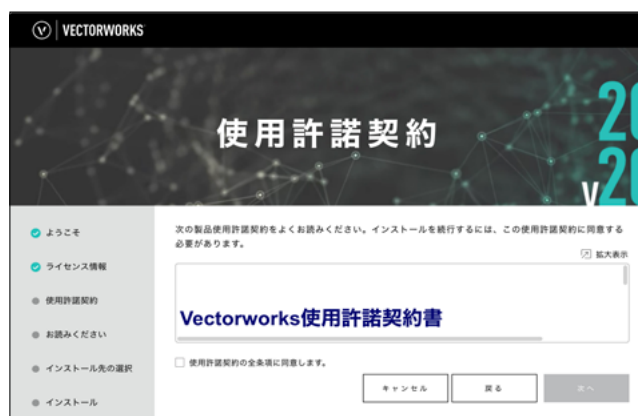 VECTORWORKS
使用許諾契約
20
v20
ようこそ
ライセンス情報
使用許諾契約
お読みください
インストール先の選択
インストール
次の製品使用許諾契約をよくお読みください。インストールを続行するには、この使用許諾契約に同意する
必要があります。
拡大表示
Vectorworks使用許諾契約書
使用許諾契約の全条項に同意します。
キャンセル
戻る
次へ